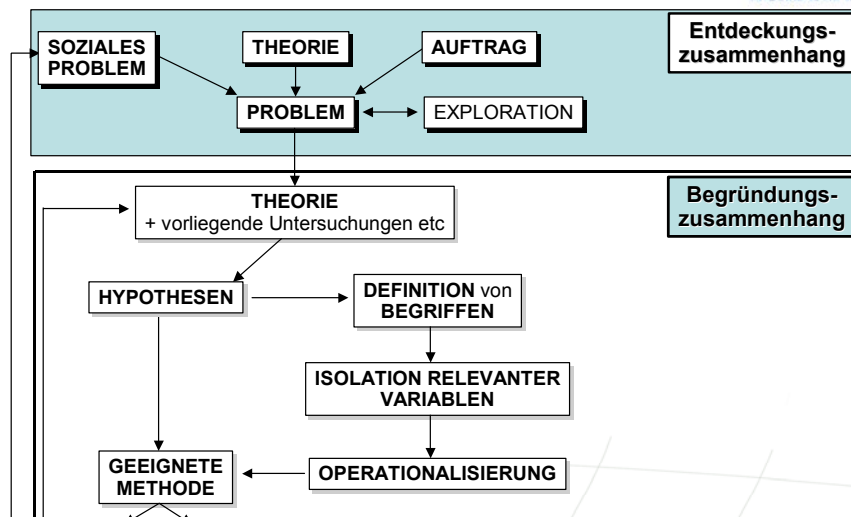 Entdeckungs-
zusammenhang
SOZIALES
PROBLEM
THEORIE
AUFTRAG
PROBLEM
EXPLORATION
Begründungs-
zusammenhang
THEORIE
+ vorliegende Untersuchungen etc
HYPOTHESEN
DEFINITION von
BEGRIFFEN
ISOLATION RELEVANTER
VARIABLEN
GEEIGNETE
METHODE
OPERATIONALISIERUNG